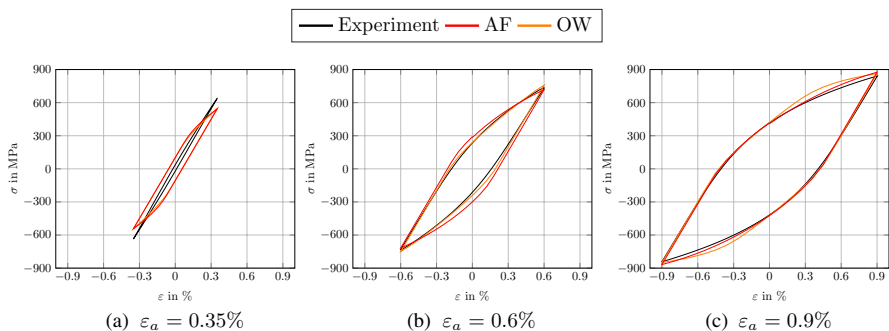 Experiment AF OW
900
600
300
0
−300
−600
−900
σ in MPa
−0.9 −0.6 −0.3 0 0.3 0.6 0.9
ε in %
(a) εa = 0.35%
900
600
300
0
−300
−600
−900
σ in MPa
−0.9 −0.6 −0.3 0 0.3 0.6 0.9
ε in %
(b) εa = 0.6%
900
600
300
0
−300
−600
−900
σ in MPa
−0.9 −0.6 −0.3 0 0.3 0.6 0.9
ε in %
(c) εa = 0.9%